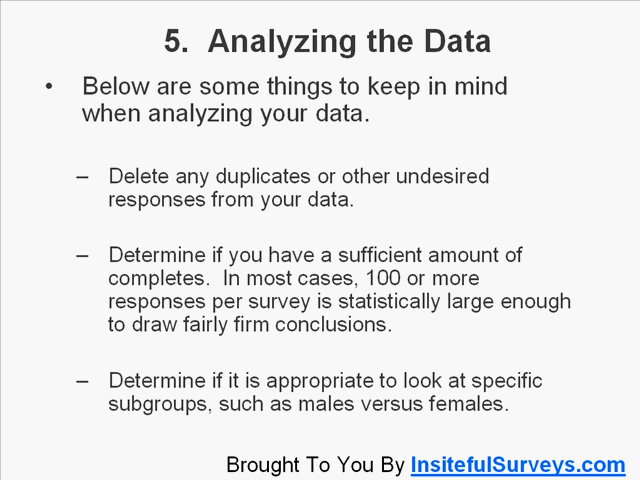 5. Analyzing the Data
• Below are some things to keep in mind
when analyzing your data.
– Delete any duplicates or other undesired
responses from your data.
– Determine if you have a sufficient amount of
completes. In most cases, 100 or more
responses per survey is statistically large enough
to draw fairly firm conclusions.
– Determine if it is appropriate to look at specific
subgroups, such as males versus females.
Brought To You By InsitefulSurveys.com